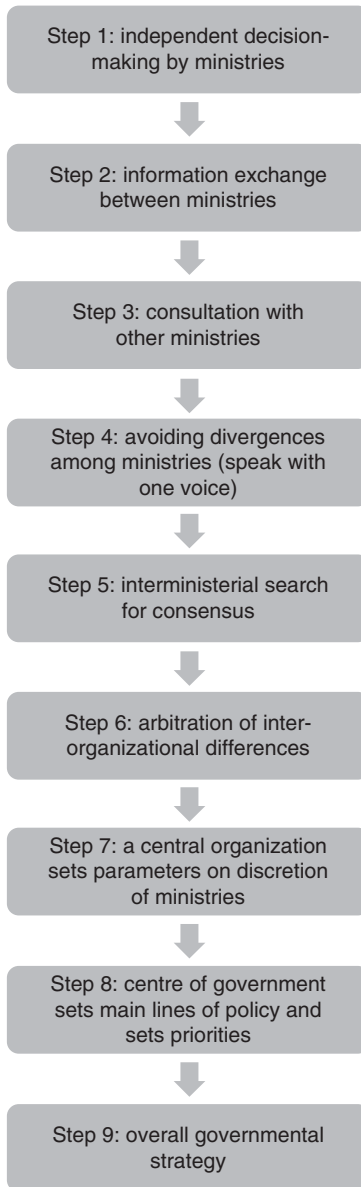 Step 1: independent decision-
making by ministries
Step 2: information exchange
between ministries
Step 3: consultation with
other ministries
Step 4: avoiding divergences
among ministries (speak with
one voice)
Step 5: interministerial search
for consensus
Step 6: arbitration of inter-
organizational differences
Step 7: a central organization
sets parameters on discretion
of ministries
Step 8: centre of government
sets main lines of policy and
sets priorities
Step 9: overall governmental
strategy